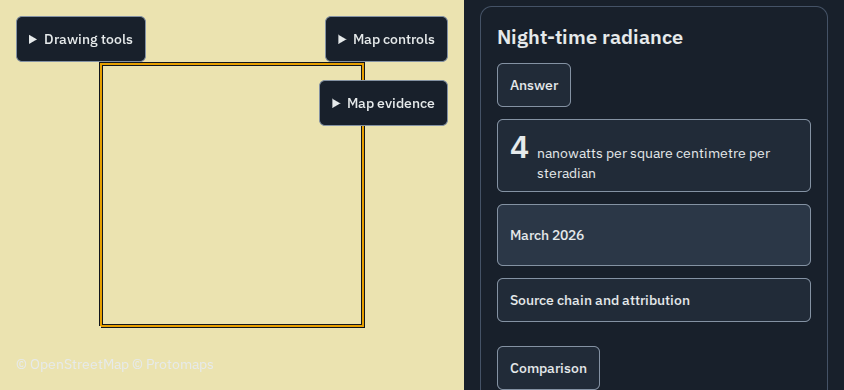 Drawing tools
Map controls
Map evidence
© OpenStreetMap © Protomaps
Night-time radiance
Answer
4 nanowatts per square centimetre per
steradian
March 2026
Source chain and attribution
Comparison